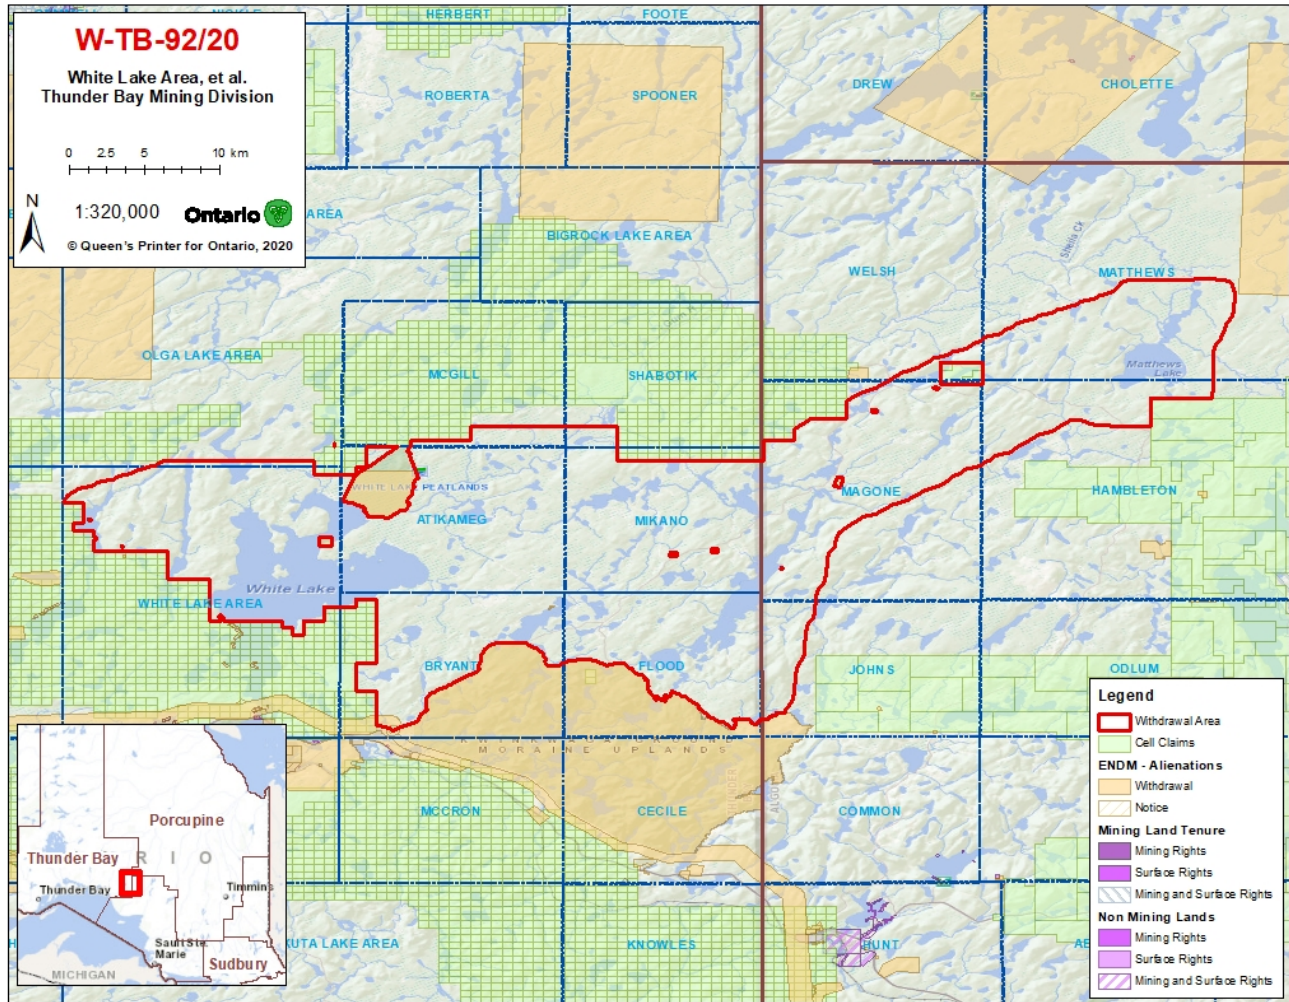 W-TB-92/20
White Lake Area, et al.
Thunder Bay Mining Division
0 2.5 5 10 km
N
1:320,000
Ontario
© Queen's Printer for Ontario, 2020
HERBERT
FOOTE
ROBERTA
SPOONER
DREW
CHOLETTE
AREA
BIGROCK LAKE AREA
Sheila Ck
WELSH
MATTHEWS
OLGA LAKE AREA
MCGILL
SHABOTIK
Matthews
Lake
WHITE LAKE PEATLANDS
ATIKAMEG
MIKANO
MAGONE
HAMBLETON
White Lake
WHITE LAKE AREA
BRYANT
FLOOD
JOHNS
ODLUM
MORAINE UPLANDS
MCCRON
CECILE
COMMON
KUTA LAKE AREA
KNOWLES
HUNT
Porcupine
Thunder Bay
R I O
Thunder Bay
Timmins
Sault Ste.
Marie
Sudbury
MICHIGAN
Legend
Withdrawal Area
Cell Claims
ENDM - Alienations
Withdrawal
Notice
Mining Land Tenure
Mining Rights
Surface Rights
Mining and Surface Rights
Non Mining Lands
Mining Rights
Surface Rights
Mining and Surface Rights